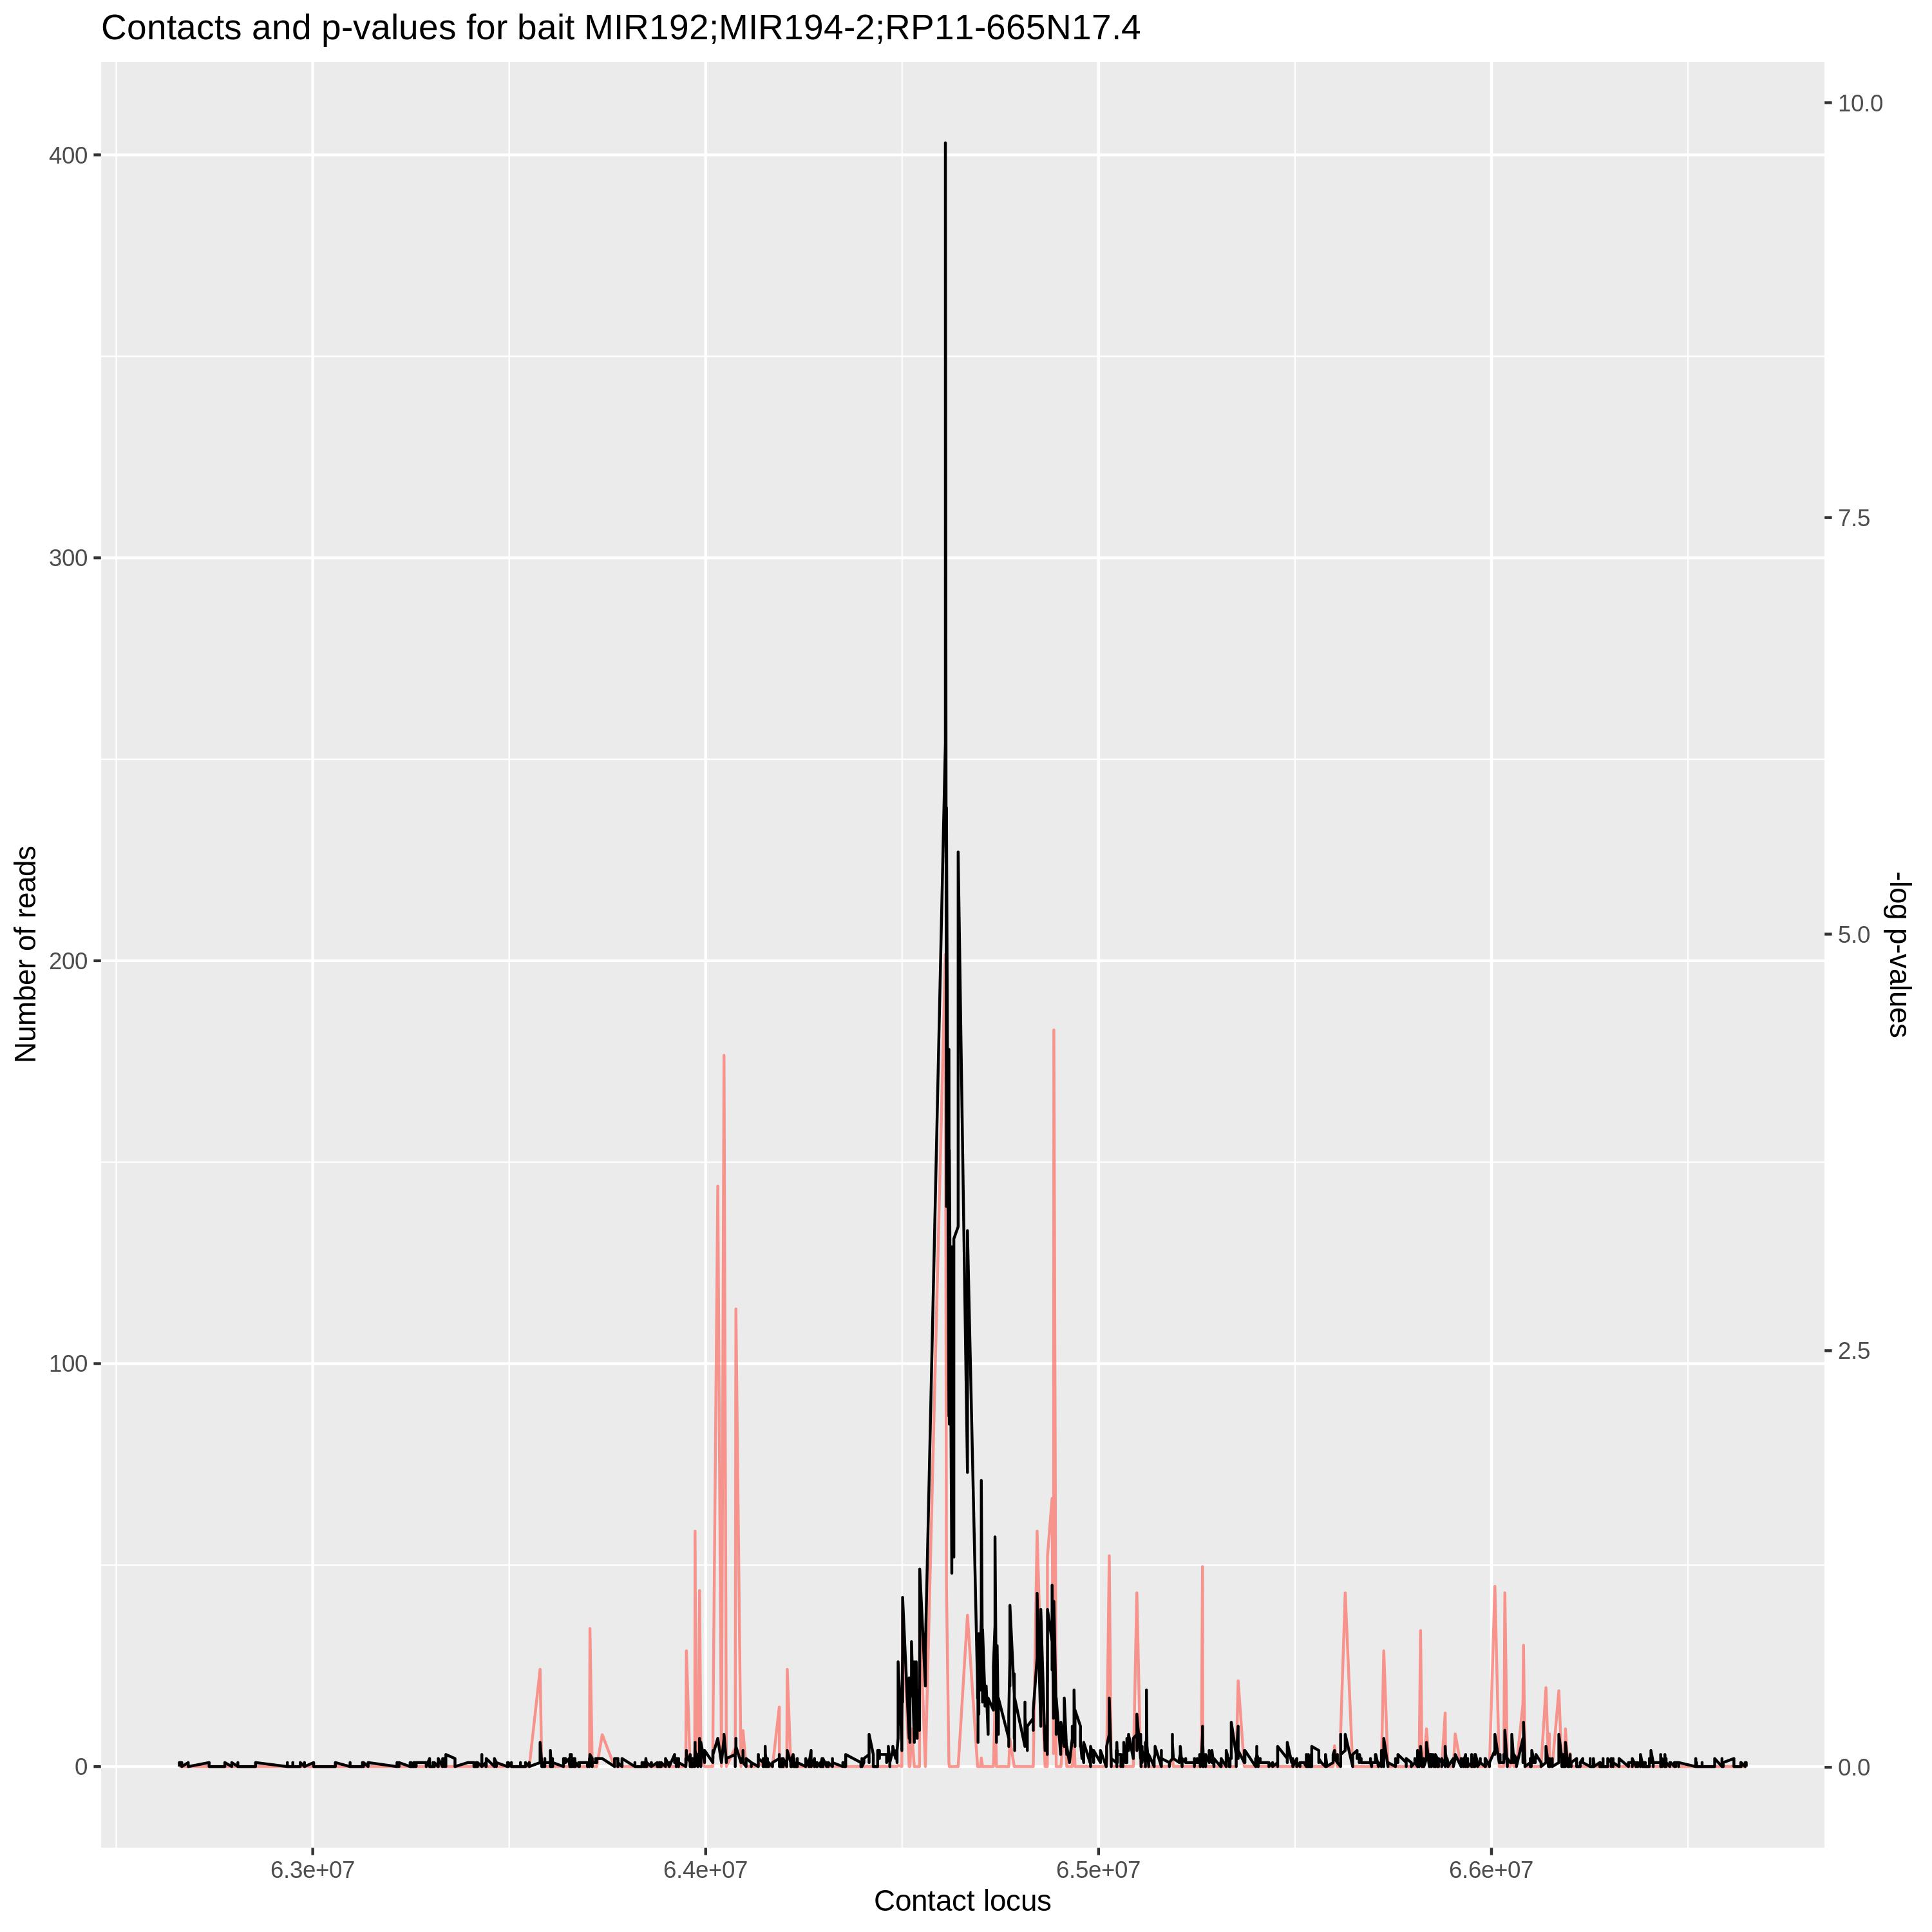 Contacts and p-values for bait MIR192;MIR194-2;RP11-665N17.4
400
300
200
100
0
Number of reads
10.0
7.5
5.0
2.5
0.0
-log p-values
6.3e+07
6.4e+07
6.5e+07
6.6e+07
Contact locus